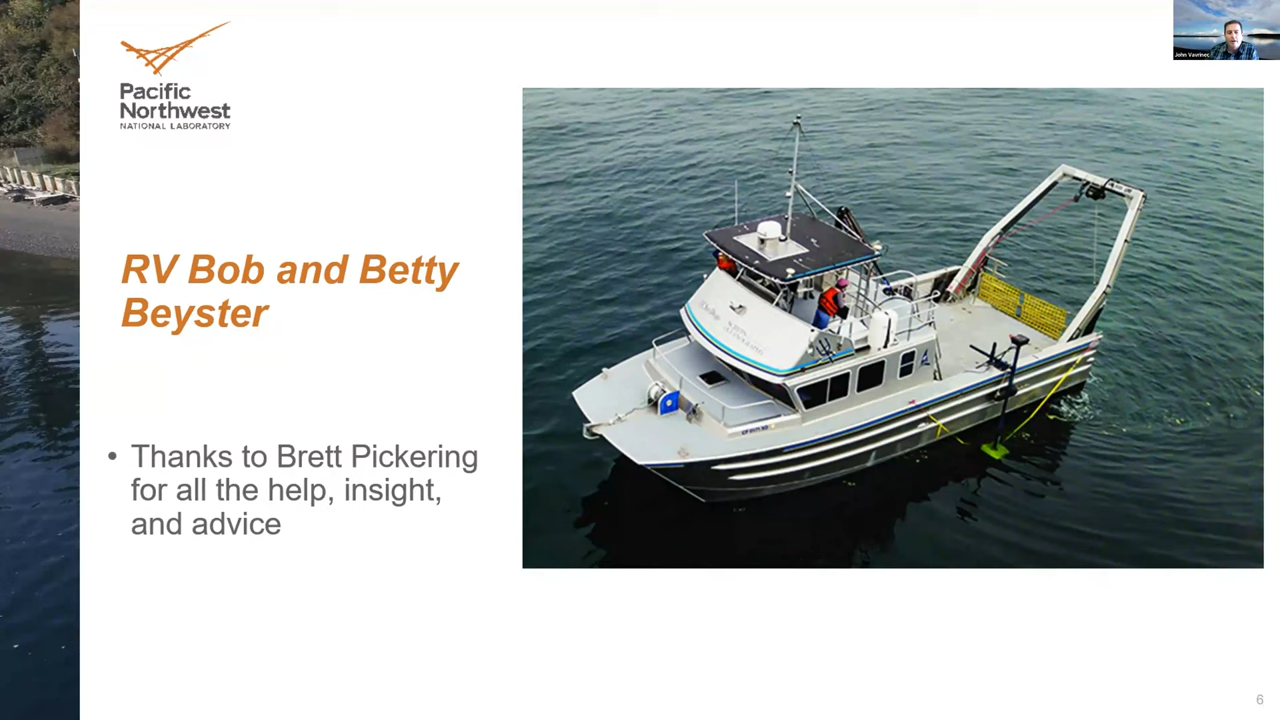 Pacific
Northwest
NATIONAL LABORATORY
John Vavrinec
RV Bob and Betty
Beyster
• Thanks to Brett Pickering
for all the help, insight,
and advice
6